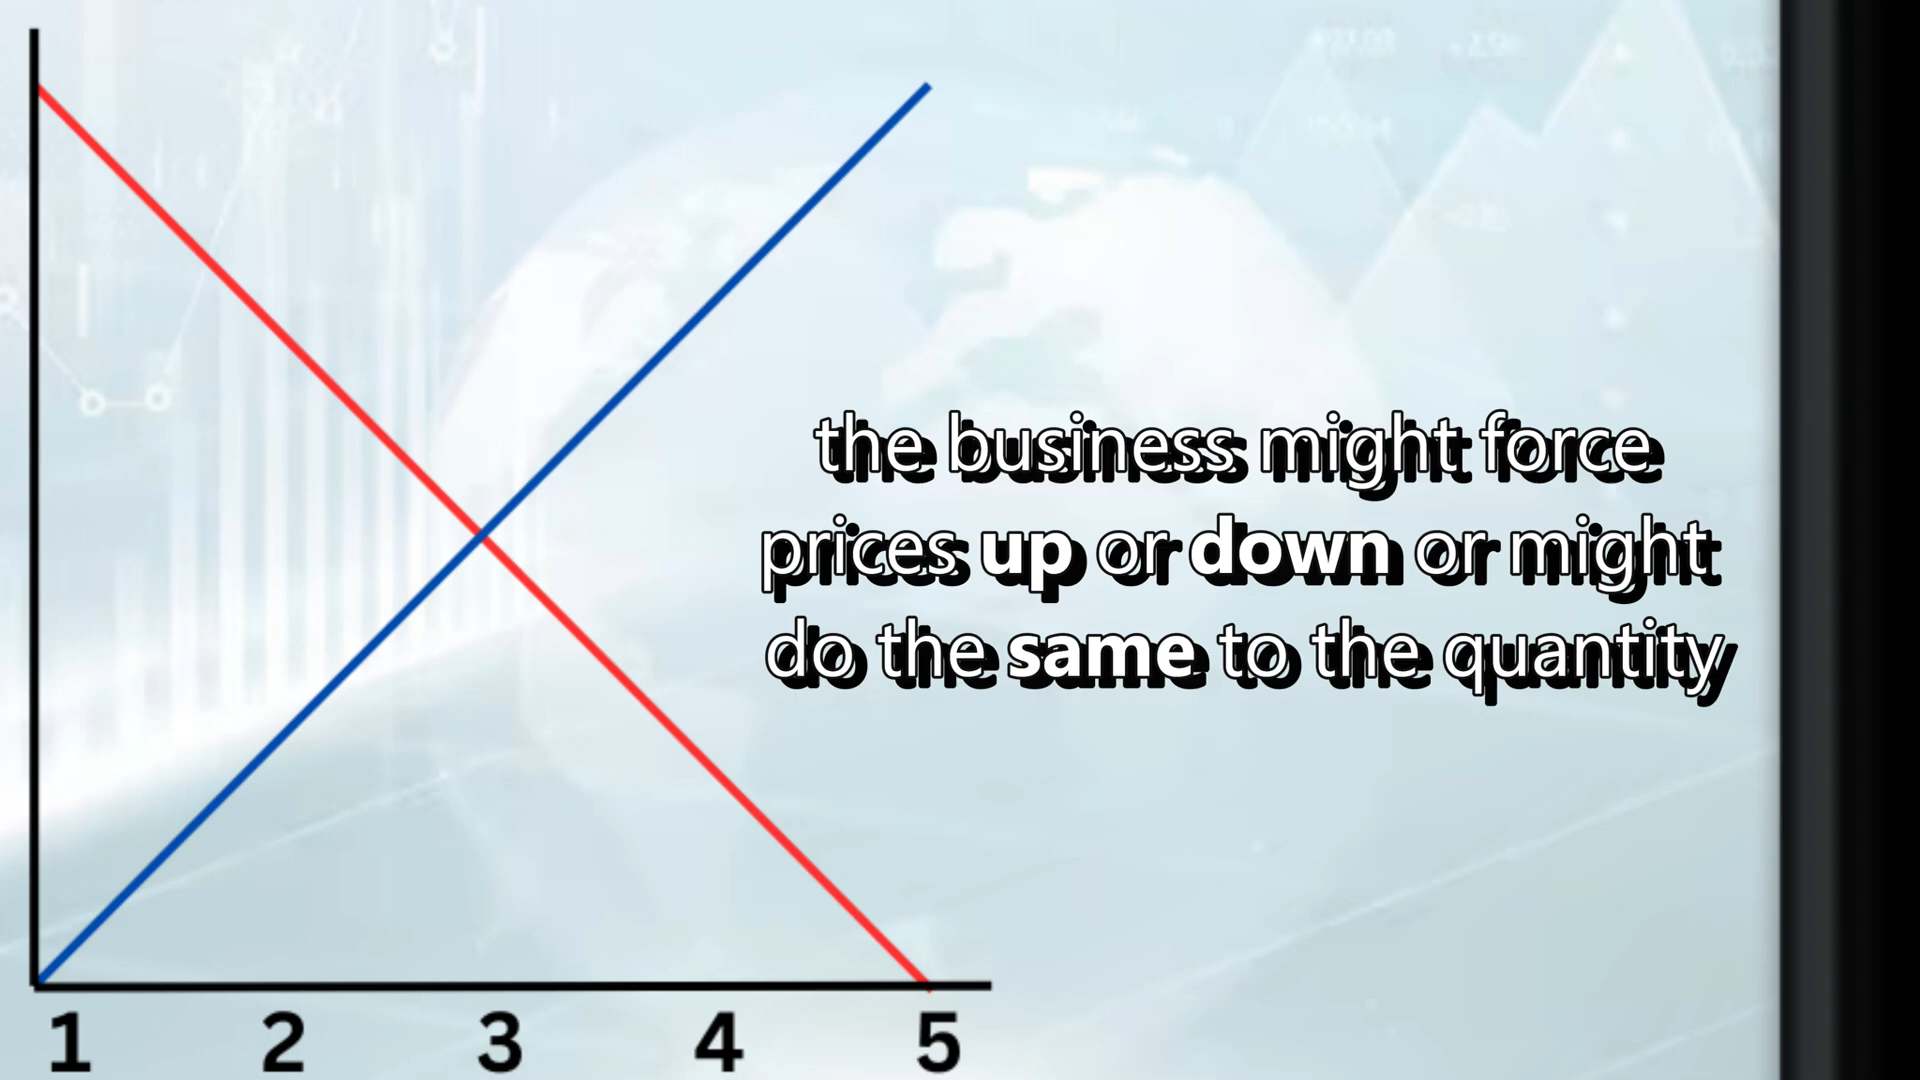 the business might force
prices up or down or might
do the same to the quantity
1 2 3 4 5